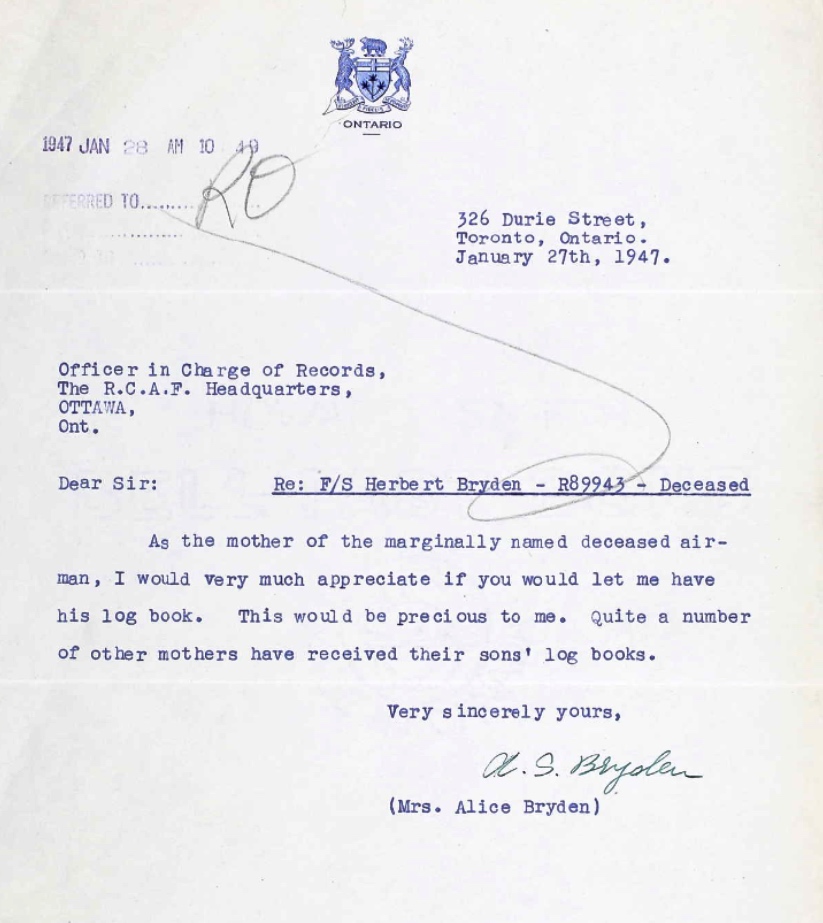 ONTARIO
1947 JAN 28 AM 10 49
REFERRED TO
RO
326 Durie Street,
Toronto, Ontario.
January 27th, 1947.
Officer in Charge of Records,
The R.C.A.F. Headquarters,
OTTAWA,
Ont.
Dear Sir: Re: F/S Herbert Bryden - R89943 - Deceased
As the mother of the marginally named deceased air-
man, I would very much appreciate if you would let me have
his log book. This would be precious to me. Quite a number
of other mothers have received their sons' log books.
Very sincerely yours,
A. S. Bryden
(Mrs. Alice Bryden)